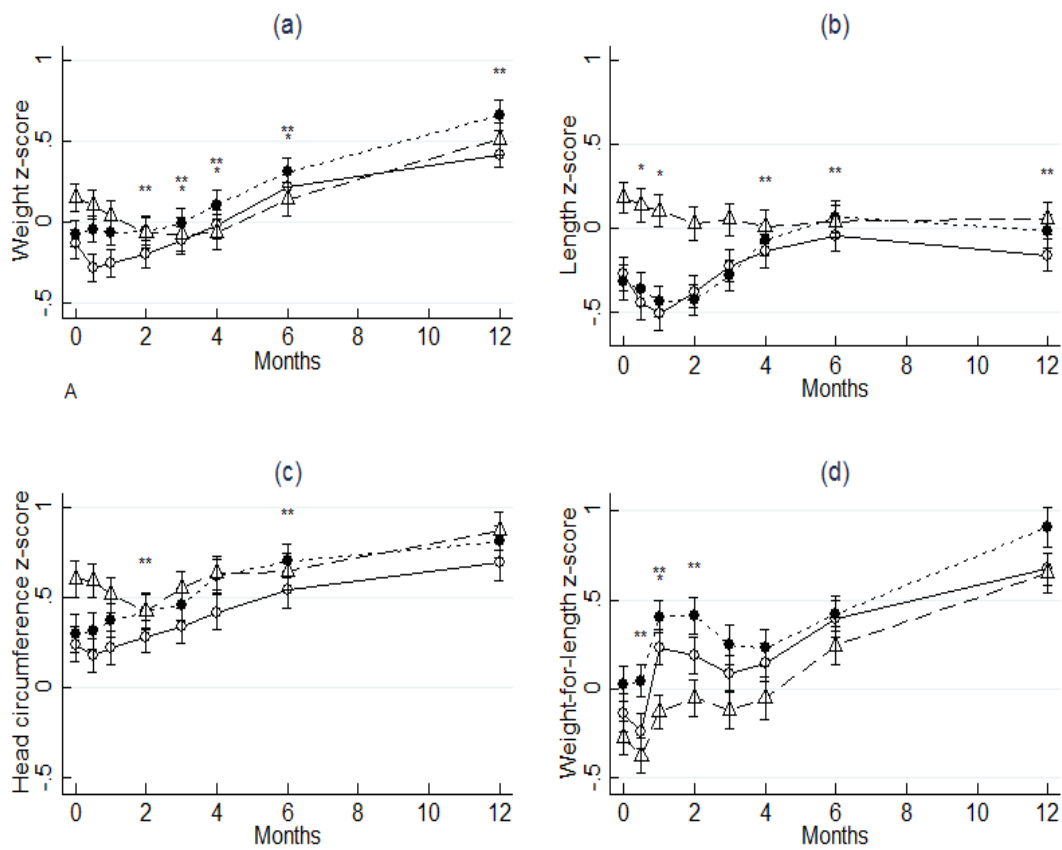 (a)
Weight z-score
1
.5
0
-.5
** ** * ** * ** * **
0 2 4 6 8 10 12
Months
A
(b)
Length z-score
1
.5
0
-.5
* * ** ** **
0 2 4 6 8 10 12
Months
(c)
Head circumference z-score
1
.5
0
-.5
** **
0 2 4 6 8 10 12
Months
(d)
Weight-for-length z-score
1
.5
0
-.5
** ** * **
0 2 4 6 8 10 12
Months